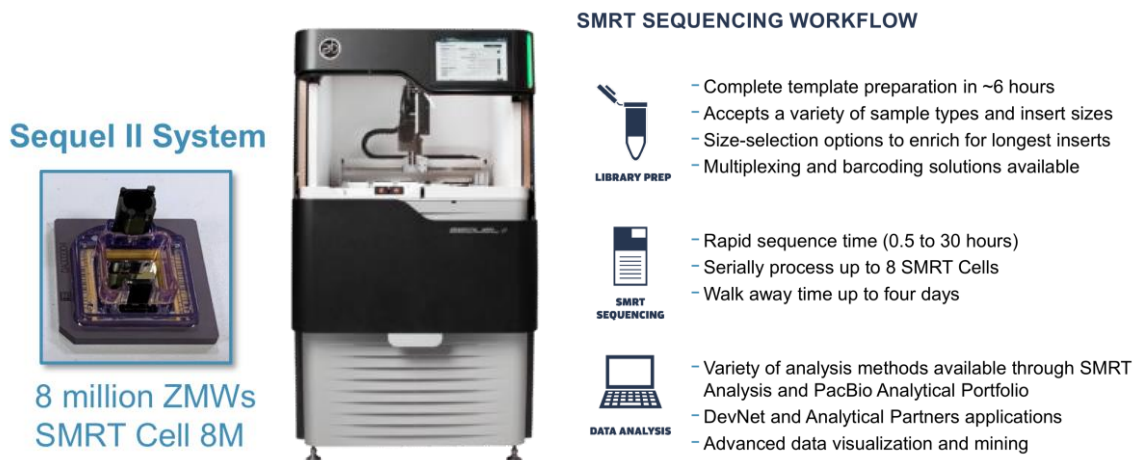 SMRT SEQUENCING WORKFLOW
Sequel II System
8 million ZMWs
SMRT Cell 8M
SEQUEL II
LIBRARY PREP
- Complete template preparation in ~6 hours
- Accepts a variety of sample types and insert sizes
- Size-selection options to enrich for longest inserts
- Multiplexing and barcoding solutions available
SMRT
SEQUENCING
- Rapid sequence time (0.5 to 30 hours)
- Serially process up to 8 SMRT Cells
- Walk away time up to four days
DATA ANALYSIS
- Variety of analysis methods available through SMRT
Analysis and PacBio Analytical Portfolio
- DevNet and Analytical Partners applications
- Advanced data visualization and mining